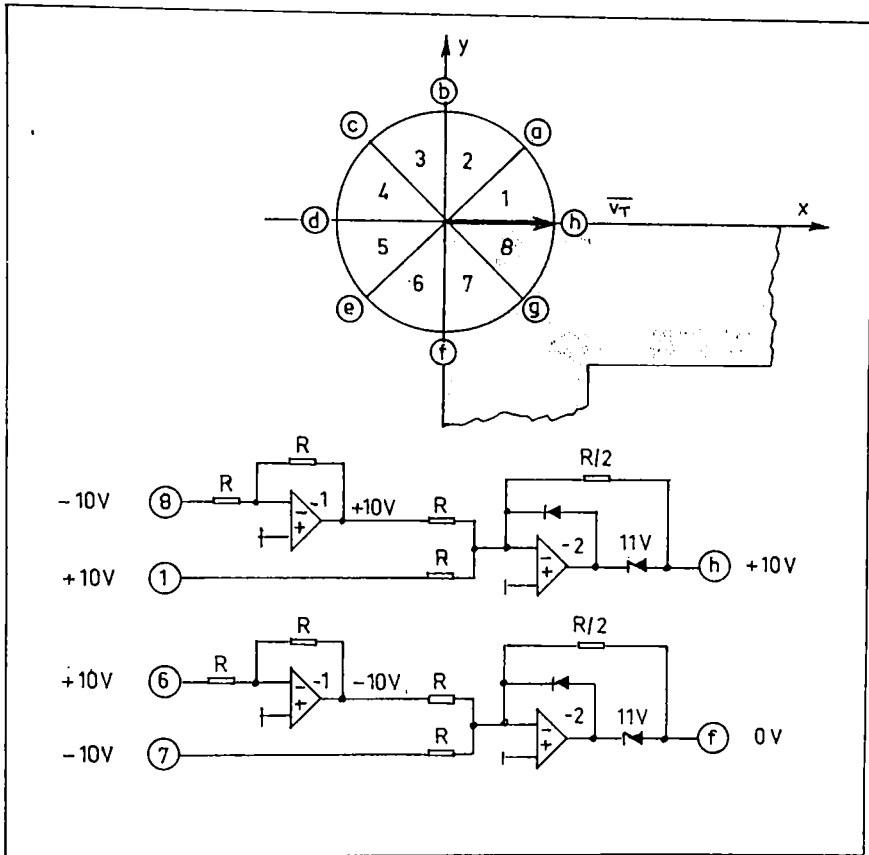 y
b
c a
3 2
4 1
d h v_T x
5 8
6 7
e g
f
R R/2
R
-10V 8 - + -1 +10V R
- + -2 11V h +10V
+10V 1 R
R R/2
R
+10V 6 - + -1 -10V R
- + -2 11V f 0V
-10V 7 R